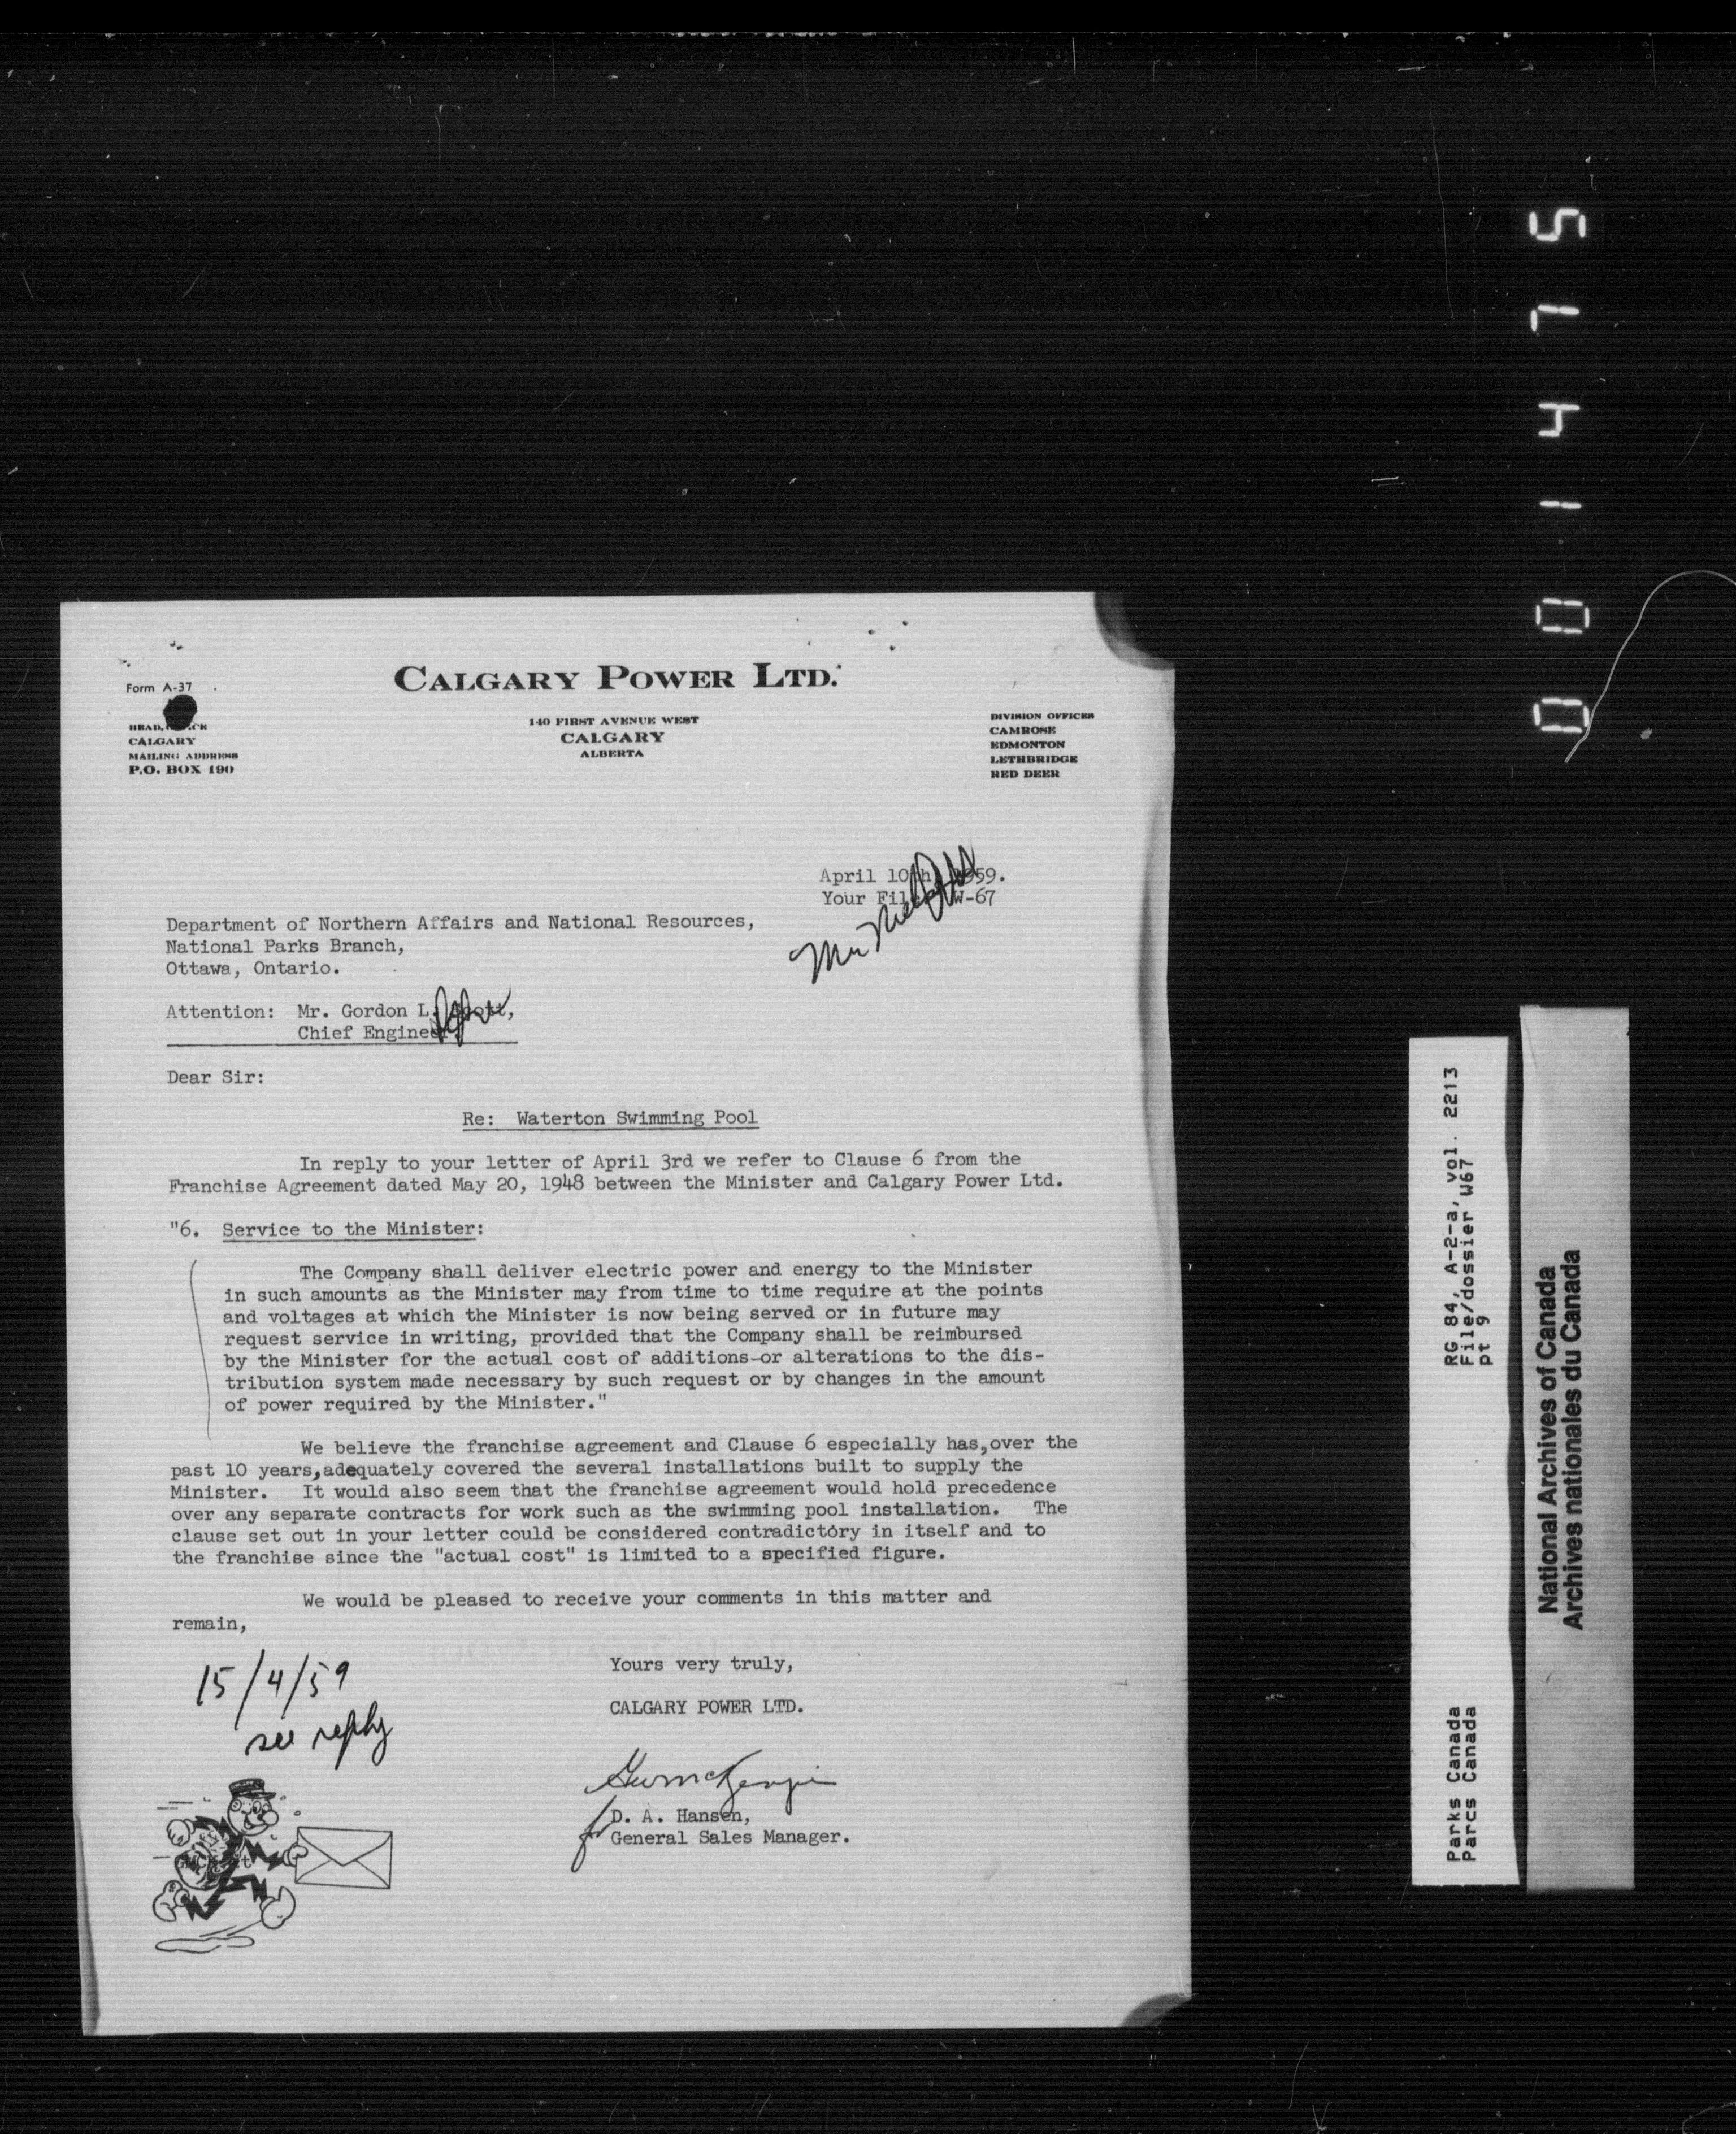 Form A-37
CALGARY POWER LTD.
HEAD OFFICE
CALGARY
MAILING ADDRESS
P.O. BOX 190
140 FIRST AVENUE WEST
CALGARY
ALBERTA
DIVISION OFFICES
CAMROSE
EDMONTON
LETHBRIDGE
RED DEER
April 10th, 1959.
Your File W-67
Mr
Department of Northern Affairs and National Resources,
National Parks Branch,
Ottawa, Ontario.
Attention: Mr. Gordon L. Scott,
Chief Engineer.
Dear Sir:
Re: Waterton Swimming Pool
In reply to your letter of April 3rd we refer to Clause 6 from the
Franchise Agreement dated May 20, 1948 between the Minister and Calgary Power Ltd.
"6. Service to the Minister:
The Company shall deliver electric power and energy to the Minister
in such amounts as the Minister may from time to time require at the points
and voltages at which the Minister is now being served or in future may
request service in writing, provided that the Company shall be reimbursed
by the Minister for the actual cost of additions or alterations to the dis-
tribution system made necessary by such request or by changes in the amount
of power required by the Minister."
We believe the franchise agreement and Clause 6 especially has, over the
past 10 years, adequately covered the several installations built to supply the
Minister. It would also seem that the franchise agreement would hold precedence
over any separate contracts for work such as the swimming pool installation. The
clause set out in your letter could be considered contradictory in itself and to
the franchise since the "actual cost" is limited to a specified figure.
We would be pleased to receive your comments in this matter and
remain,
15/4/59
see reply
Yours very truly,
CALGARY POWER LTD.
for D. A. Hansen,
General Sales Manager.
001475
RG 84, A-2-a, vol. 2213
File/dossier W67
pt 9
Parks Canada
Parcs Canada
National Archives of Canada
Archives nationales du Canada